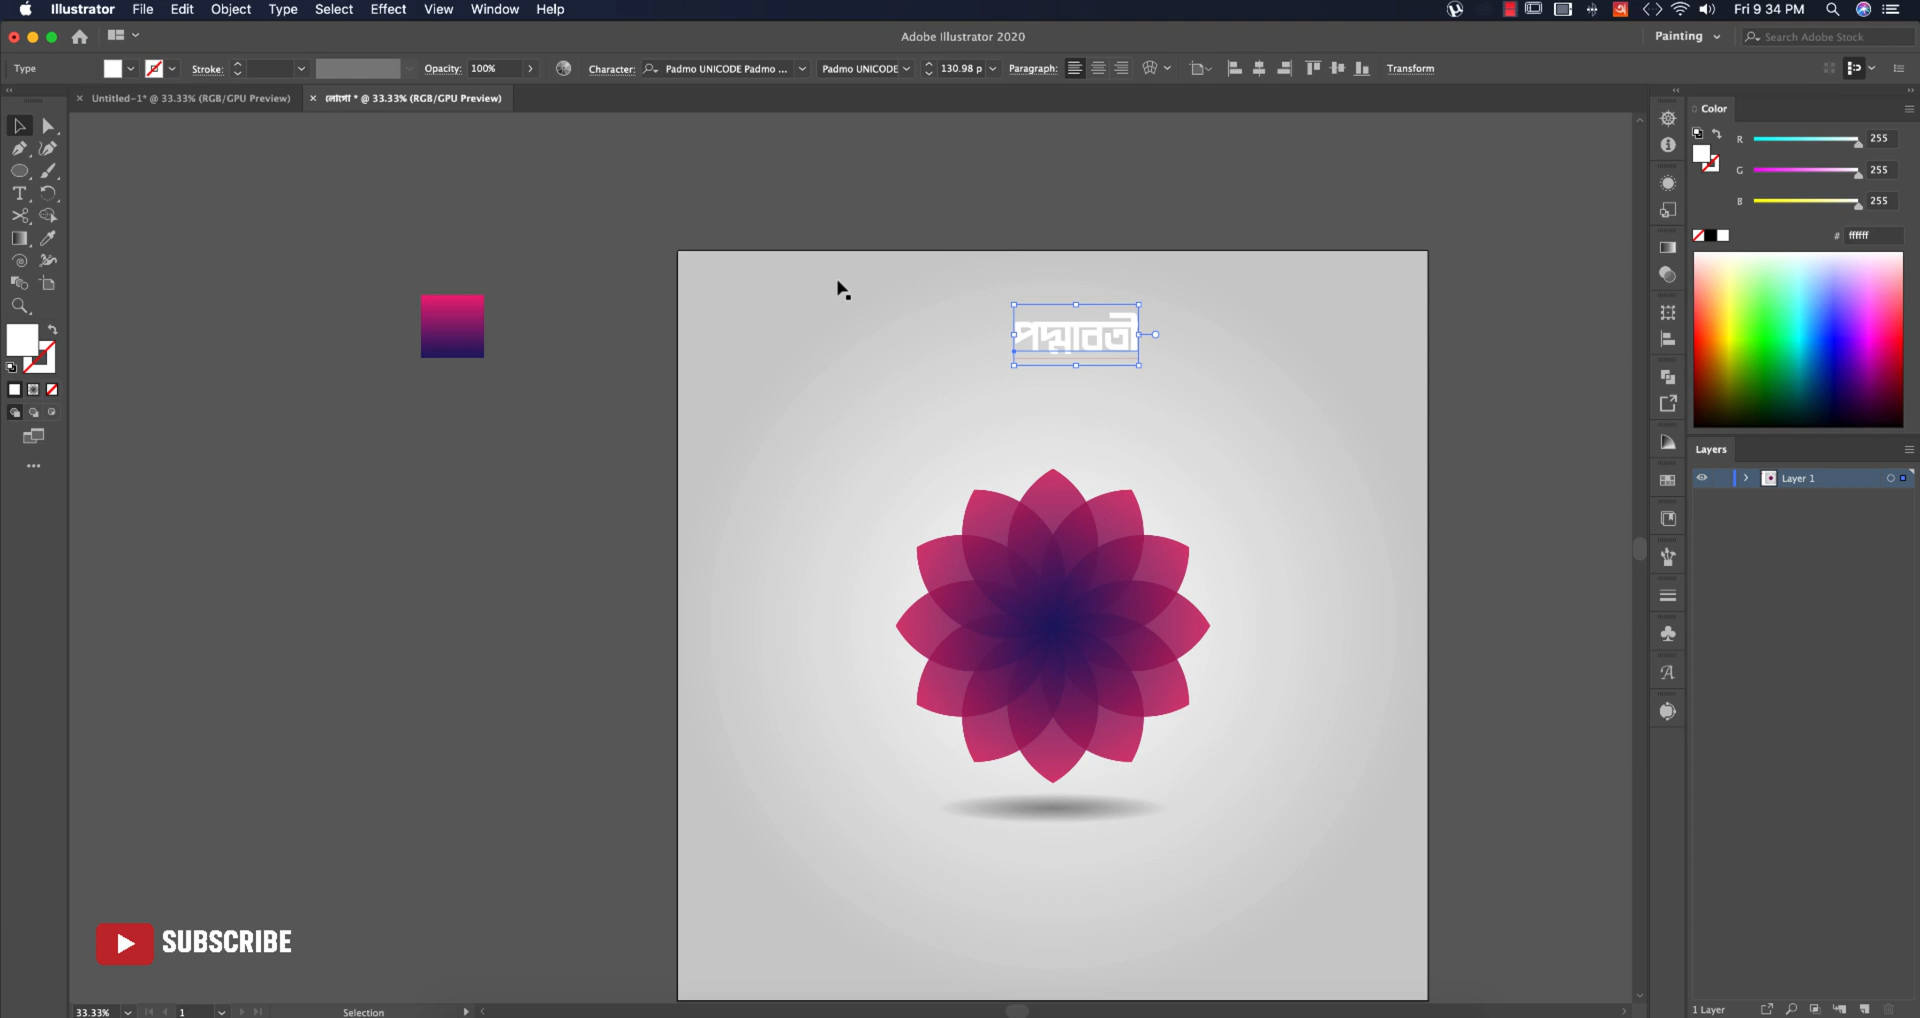 Illustrator File Edit Object Type Select Effect View Window Help
Fri 9 34 PM
Adobe Illustrator 2020
Painting
Search Adobe Stock
Type
Stroke:
Opacity: 100%
Character: Padmo UNICODE Padmo ... Padmo UNICODE 130.98 p
Paragraph:
Transform
Untitled-1* @ 33.33% (RGB/GPU Preview)
লোগো * @ 33.33% (RGB/GPU Preview)
Color
R 255
G 255
B 255
# ffffff
পদ্মাবতী
Layers
Layer 1
SUBSCRIBE
33.33% 1 Selection
1 Layer